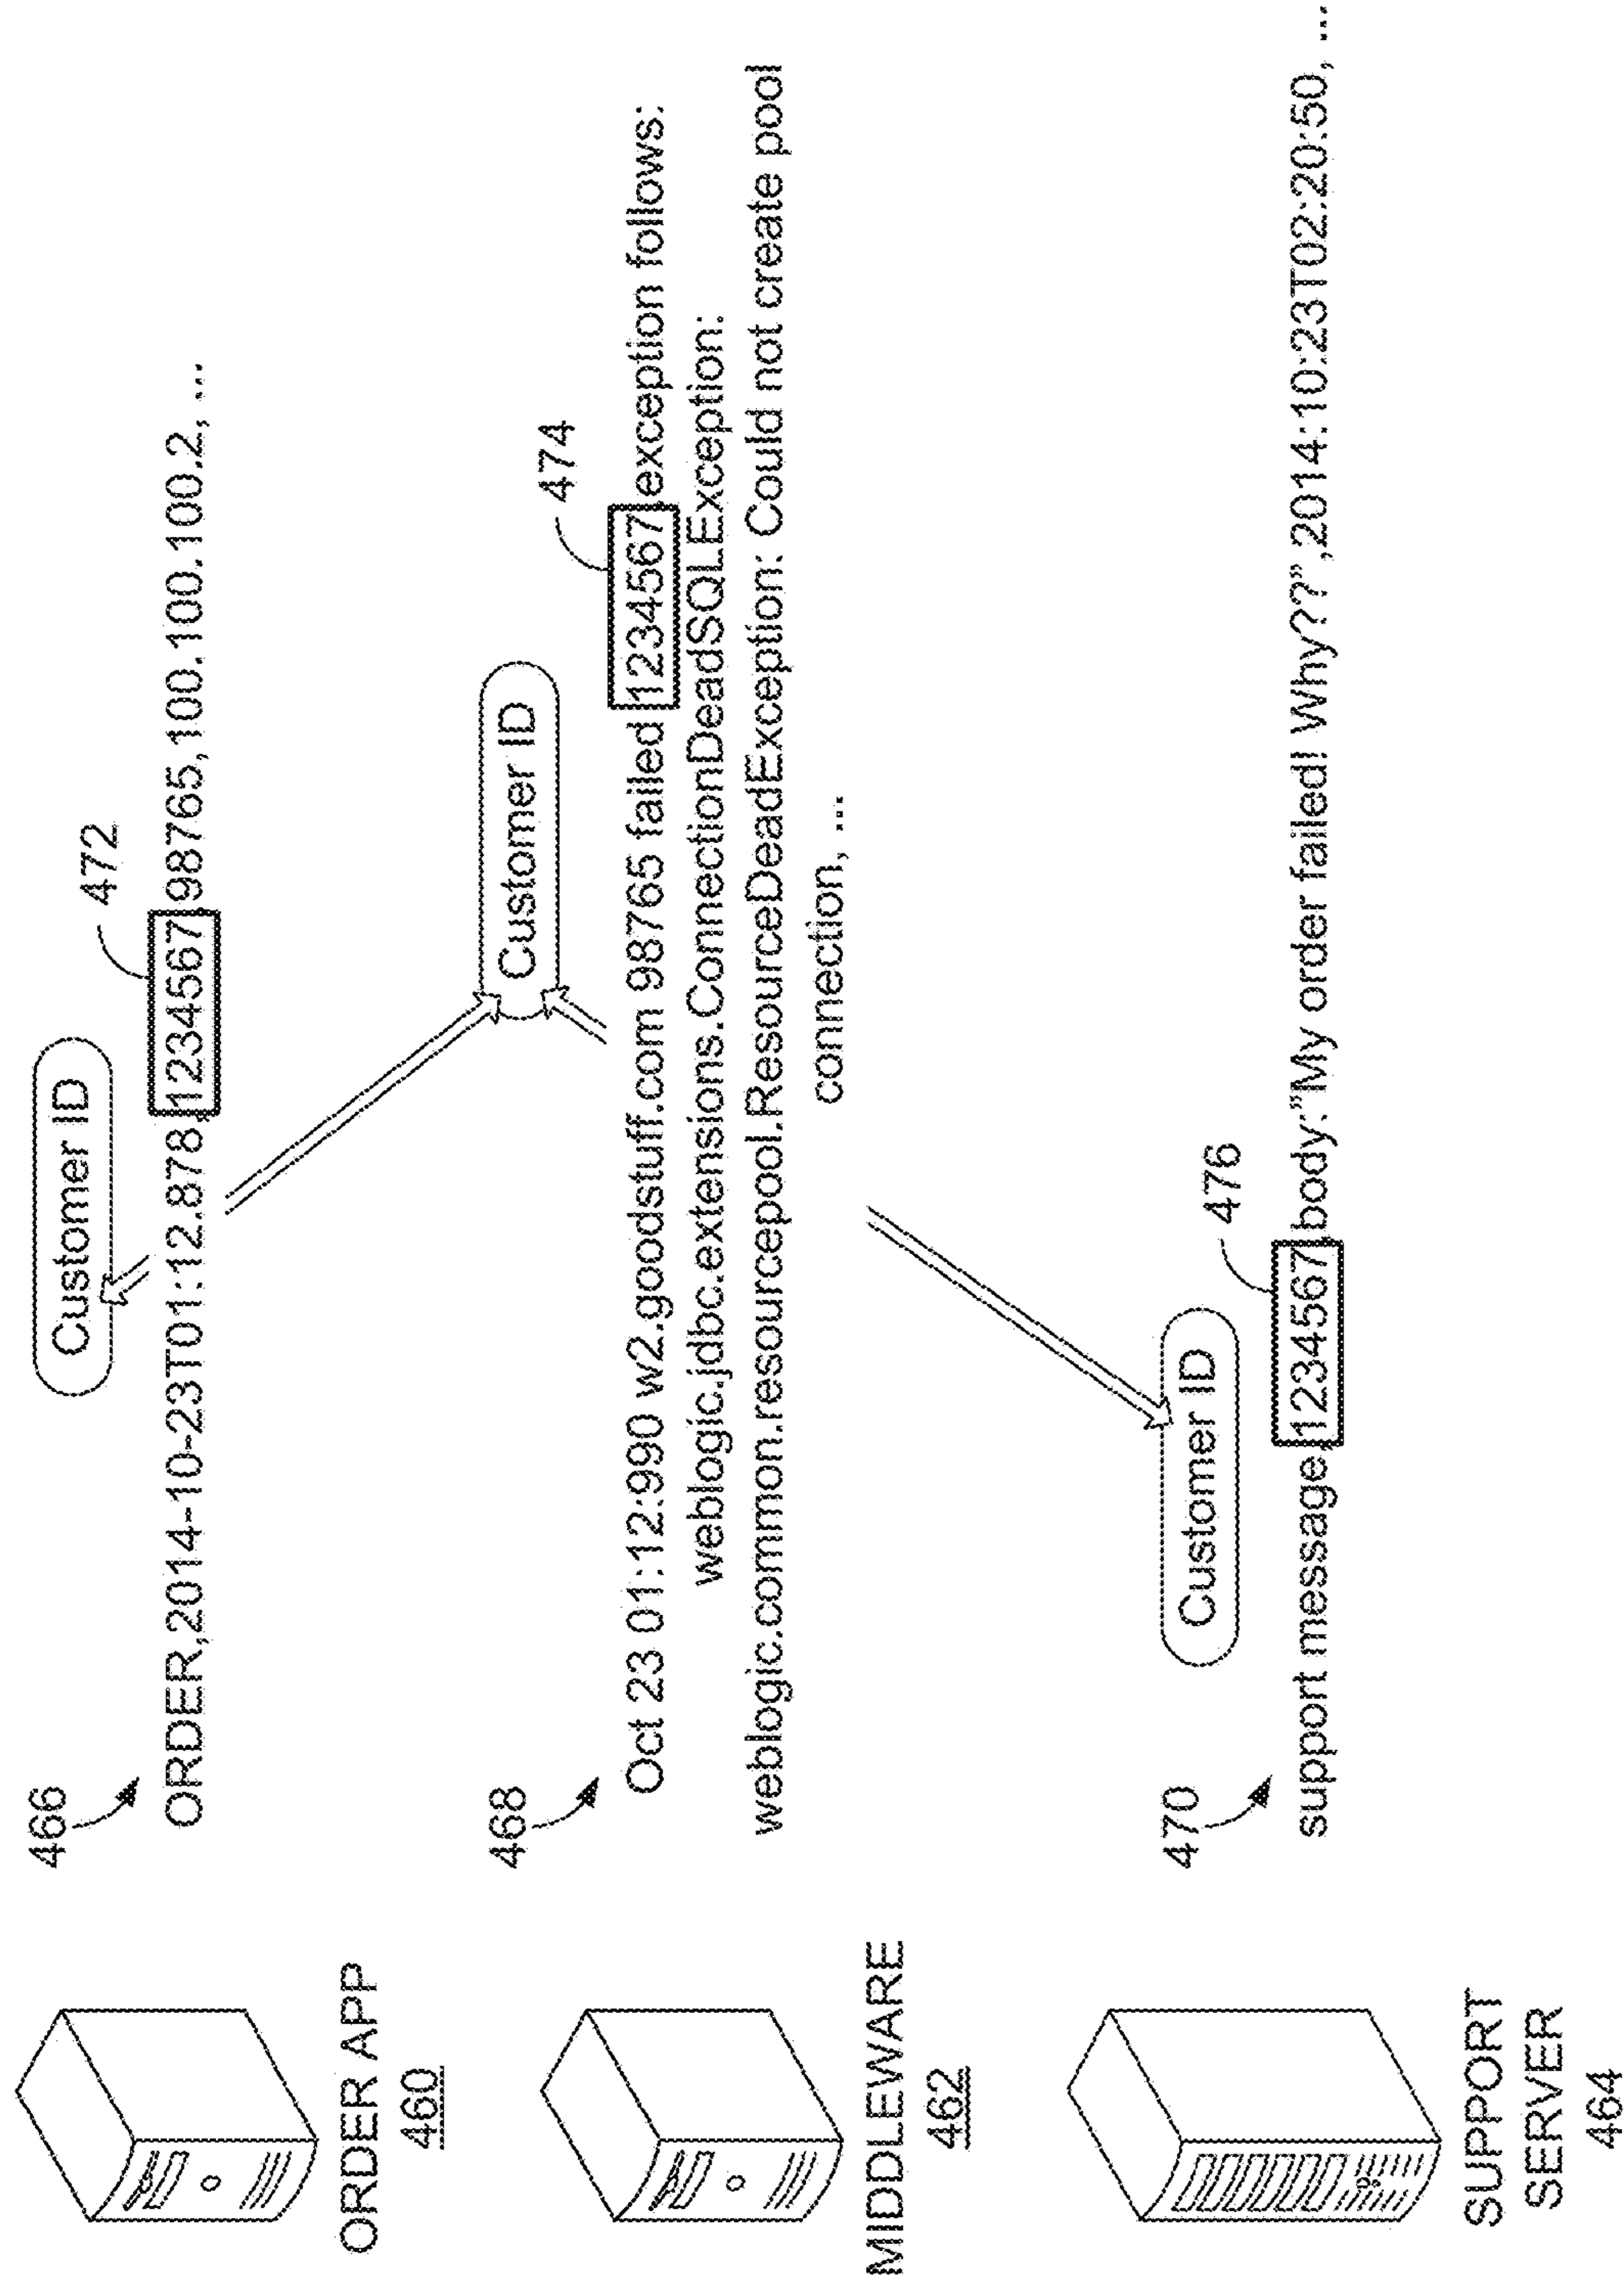 466
Customer ID
472
ORDER,2014-10-23T01:12.878,1234567,98765,100.100.100.2, ...
ORDER APP
460
468
Customer ID
474
Oct 23 01:12:990 w2.goodstuff.com 98765 failed 1234567,exception follows:
weblogic.jdbc.extensions.ConnectionDeadSQLException:
weblogic.common.resourcepool.ResourceDeadException: Could not create pool
connection, ...
MIDDLEWARE
462
470
Customer ID
476
support message,1234567,body:"My order failed! Why??",2014:10:23T02:20:50, ...
SUPPORT
SERVER
464